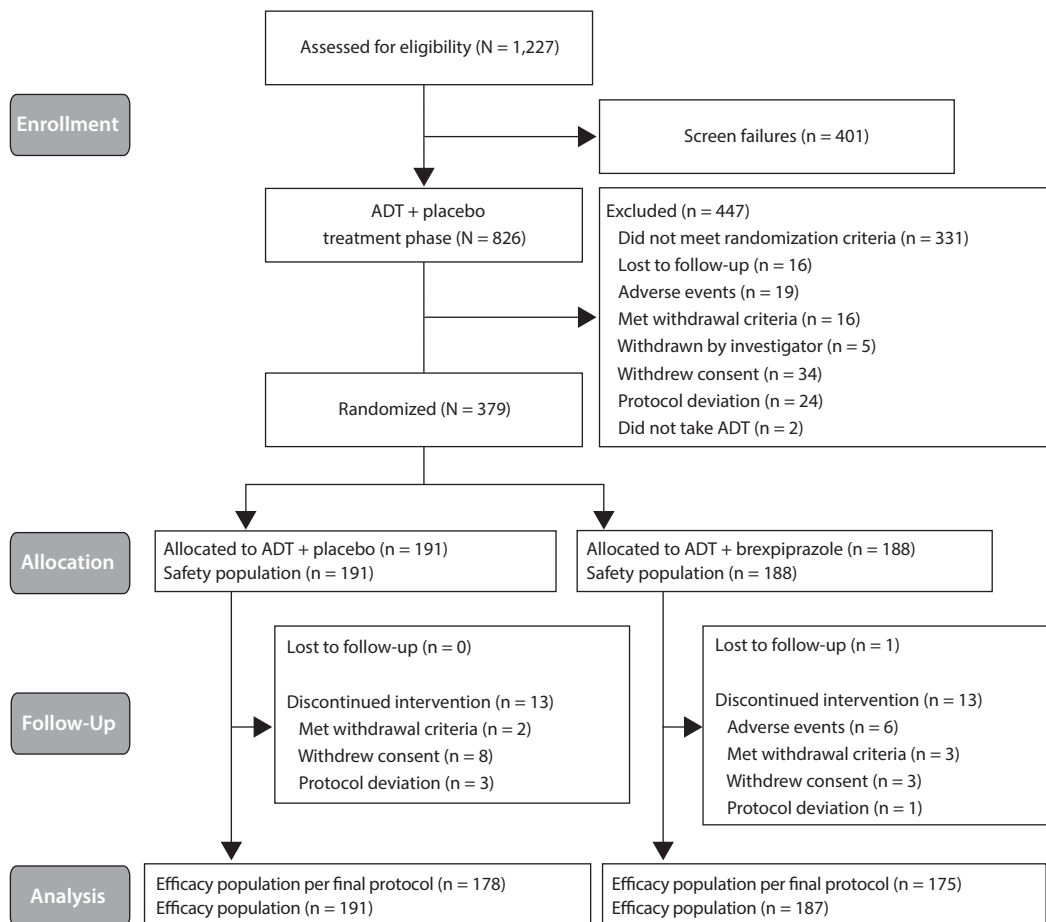 Assessed for eligibility (N = 1,227)
Enrollment
Screen failures (n = 401)
ADT + placebo
treatment phase (N = 826)
Excluded (n = 447)
Did not meet randomization criteria (n = 331)
Lost to follow-up (n = 16)
Adverse events (n = 19)
Met withdrawal criteria (n = 16)
Withdrawn by investigator (n = 5)
Withdrew consent (n = 34)
Protocol deviation (n = 24)
Did not take ADT (n = 2)
Randomized (N = 379)
Allocation
Allocated to ADT + placebo (n = 191)
Safety population (n = 191)
Allocated to ADT + brexpiprazole (n = 188)
Safety population (n = 188)
Follow-Up
Lost to follow-up (n = 0)
Discontinued intervention (n = 13)
Met withdrawal criteria (n = 2)
Withdrew consent (n = 8)
Protocol deviation (n = 3)
Lost to follow-up (n = 1)
Discontinued intervention (n = 13)
Adverse events (n = 6)
Met withdrawal criteria (n = 3)
Withdrew consent (n = 3)
Protocol deviation (n = 1)
Analysis
Efficacy population per final protocol (n = 178)
Efficacy population (n = 191)
Efficacy population per final protocol (n = 175)
Efficacy population (n = 187)